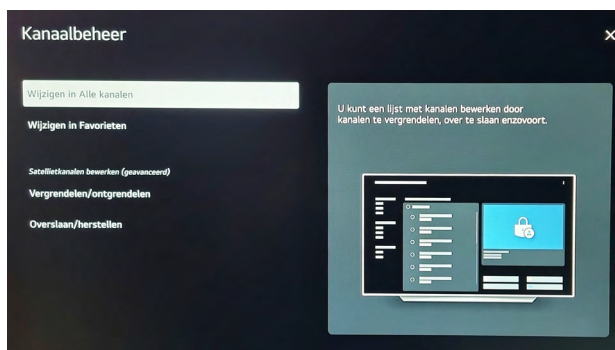 Kanaalbeheer
Wijzigen in Alle kanalen
Wijzigen in Favorieten
Satellietkanalen bewerken (geavanceerd)
Vergrendelen/ontgrendelen
Overslaan/herstellen
U kunt een lijst met kanalen bewerken door
kanalen te vergrendelen, over te slaan enzovoort.